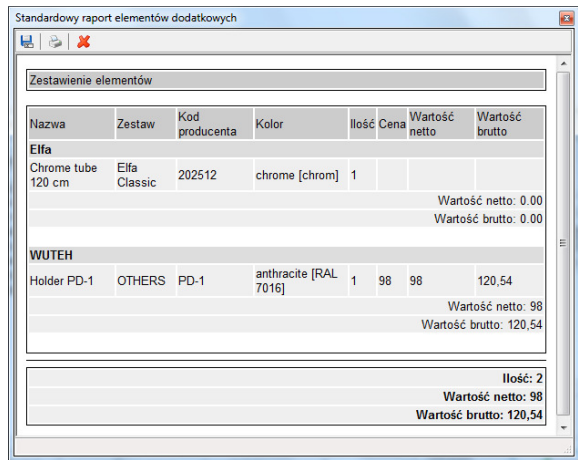 Standardowy raport elementów dodatkowych
Zestawienie elementów
Nazwa Zestaw Kod producenta Kolor Ilość Cena Wartość netto Wartość brutto
Elfa
Chrome tube 120 cm Elfa Classic 202512 chrome [chrom] 1
Wartość netto: 0.00
Wartość brutto: 0.00
WUTEH
Holder PD-1 OTHERS PD-1 anthracite [RAL 7016] 1 98 98 120,54
Wartość netto: 98
Wartość brutto: 120,54
Ilość: 2
Wartość netto: 98
Wartość brutto: 120,54